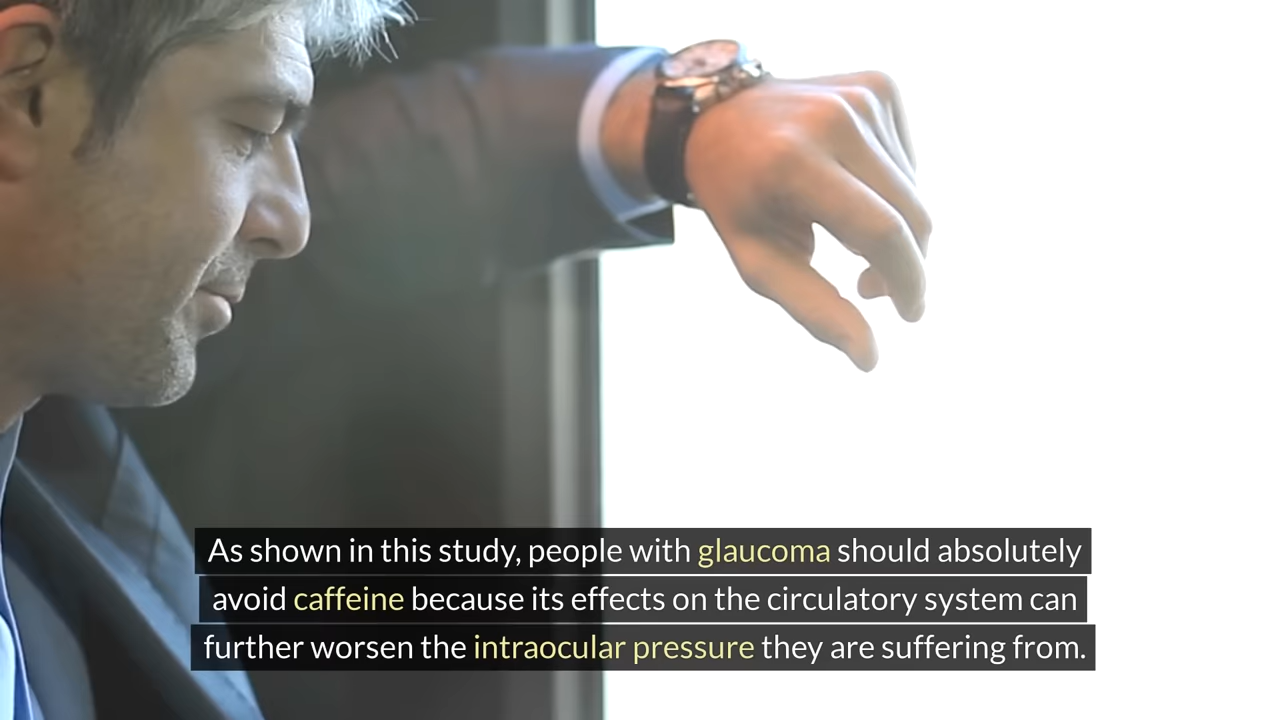 As shown in this study, people with glaucoma should absolutely
avoid caffeine because its effects on the circulatory system can
further worsen the intraocular pressure they are suffering from.